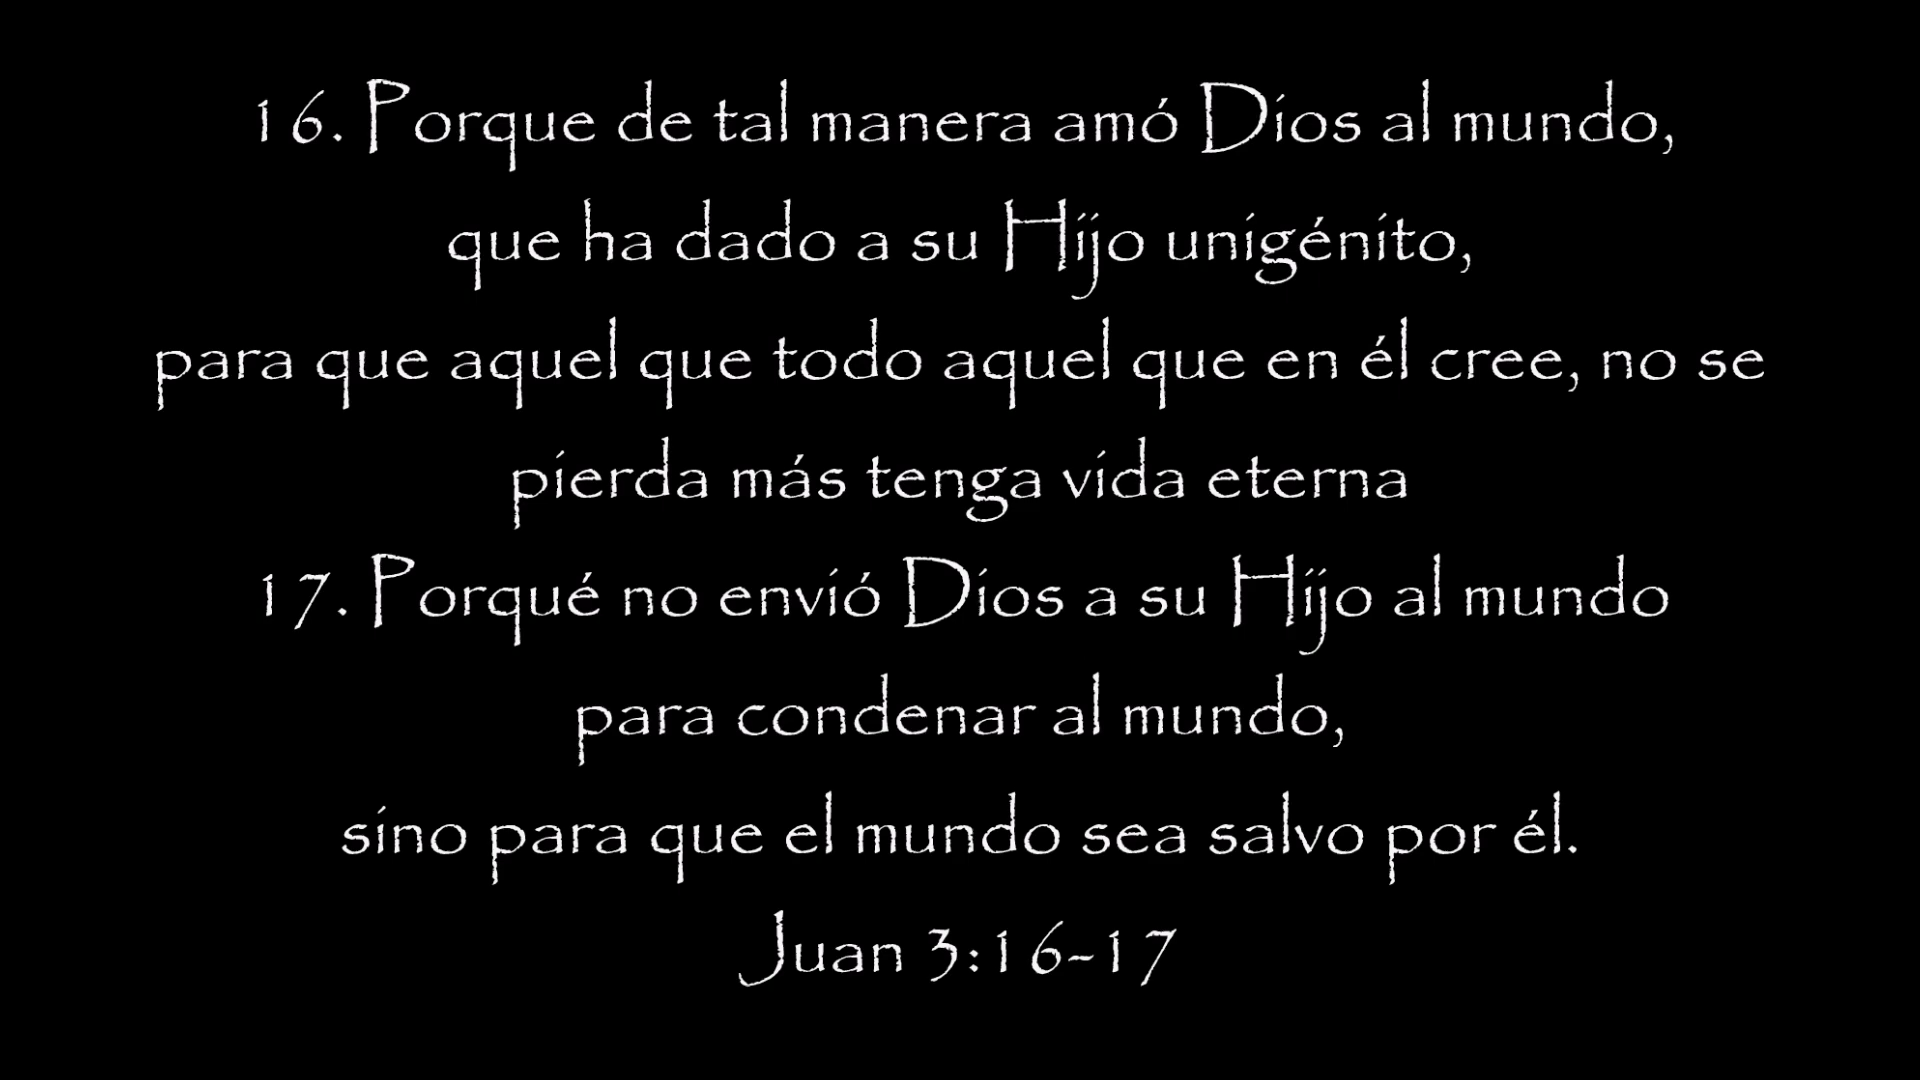 16. Porque de tal manera amó Dios al mundo,
que ha dado a su Hijo unigénito,
para que aquel que todo aquel que en él cree, no se
pierda más tenga vida eterna
17. Porqué no envió Dios a su Hijo al mundo
para condenar al mundo,
sino para que el mundo sea salvo por él.
Juan 3:16-17